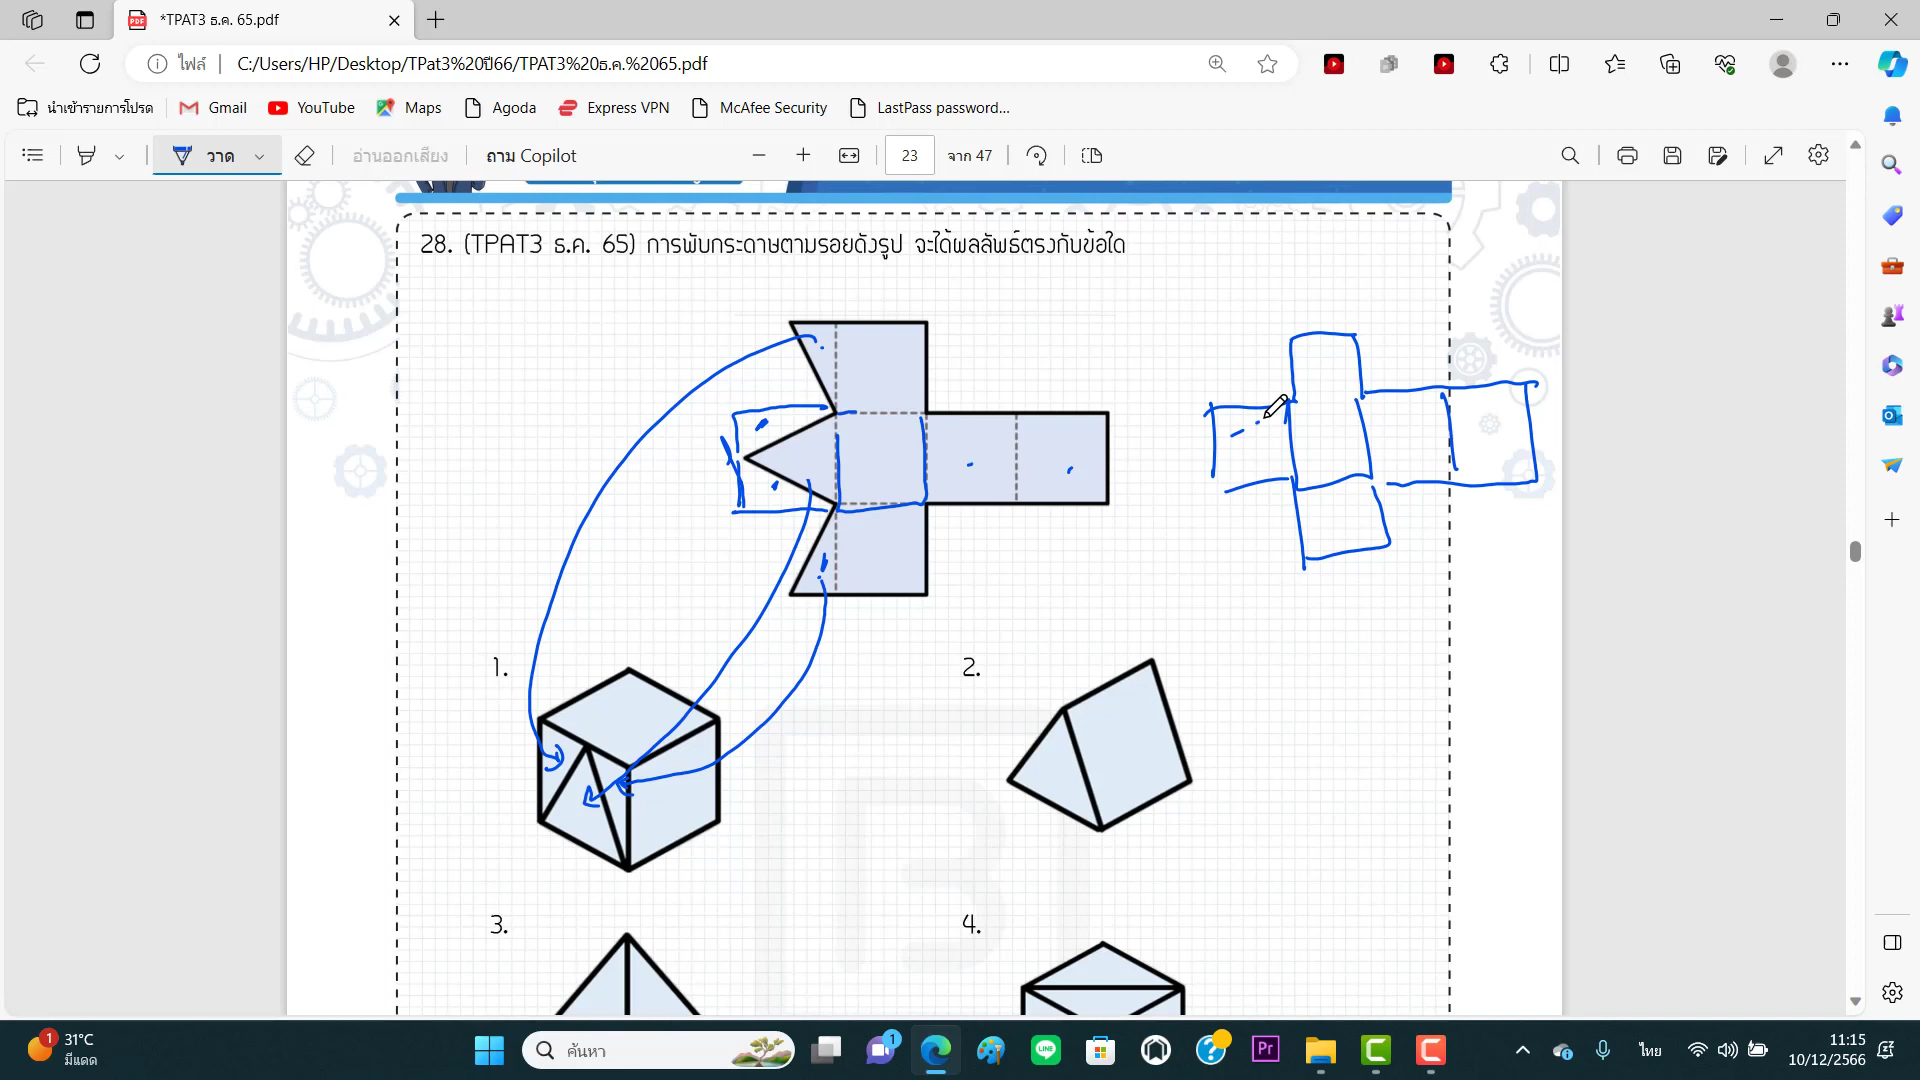 *TPAT3 ธ.ค. 65.pdf
ไฟล์ C:/Users/HP/Desktop/TPat3%20ปี66/TPAT3%20ธ.ค.%2065.pdf
นำเข้ารายการโปรด Gmail YouTube Maps Agoda Express VPN McAfee Security LastPass password...
วาด อ่านออกเสียง ถาม Copilot 23 จาก 47
28. (TPAT3 ธ.ค. 65) การพับกระดาษตามรอยดังรูป จะได้ผลลัพธ์ตรงกับข้อใด
1.
2.
3.
4.
1 31°C
มีแดด
ค้นหา
1
LINE
Pr
ไทย
11:15
10/12/2566